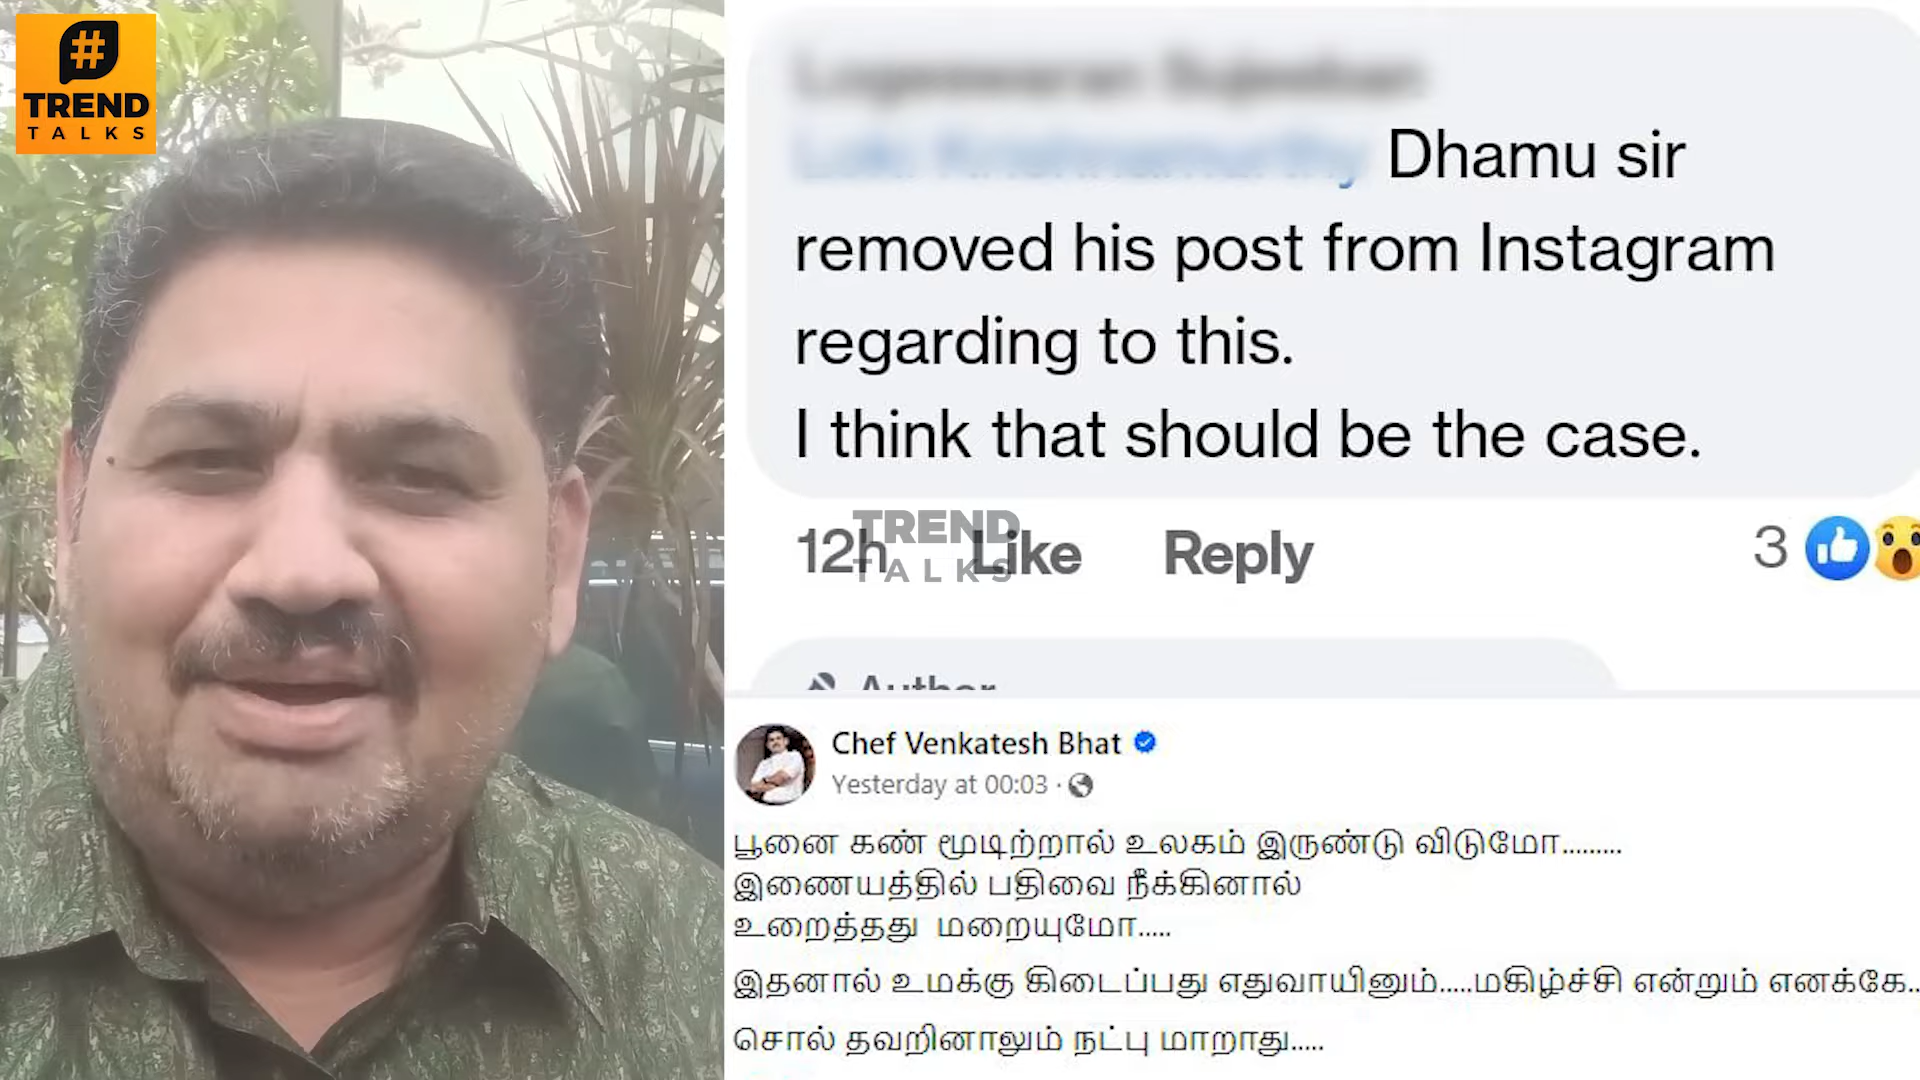 #
TREND
TALKS
Dhamu sir
removed his post from Instagram
regarding to this.
I think that should be the case.
12h Like Reply 3
TREND
TALKS
Author
Chef Venkatesh Bhat
Yesterday at 00:03 ·
பூனை கண் மூடிற்றால் உலகம் இருண்டு விடுமோ.........
இணையத்தில் பதிவை நீக்கினால்
உறைத்தது மறையுமோ.....
இதனால் உமக்கு கிடைப்பது எதுவாயினும்.....மகிழ்ச்சி என்றும் எனக்கே..
சொல் தவறினாலும் நட்பு மாறாது.....